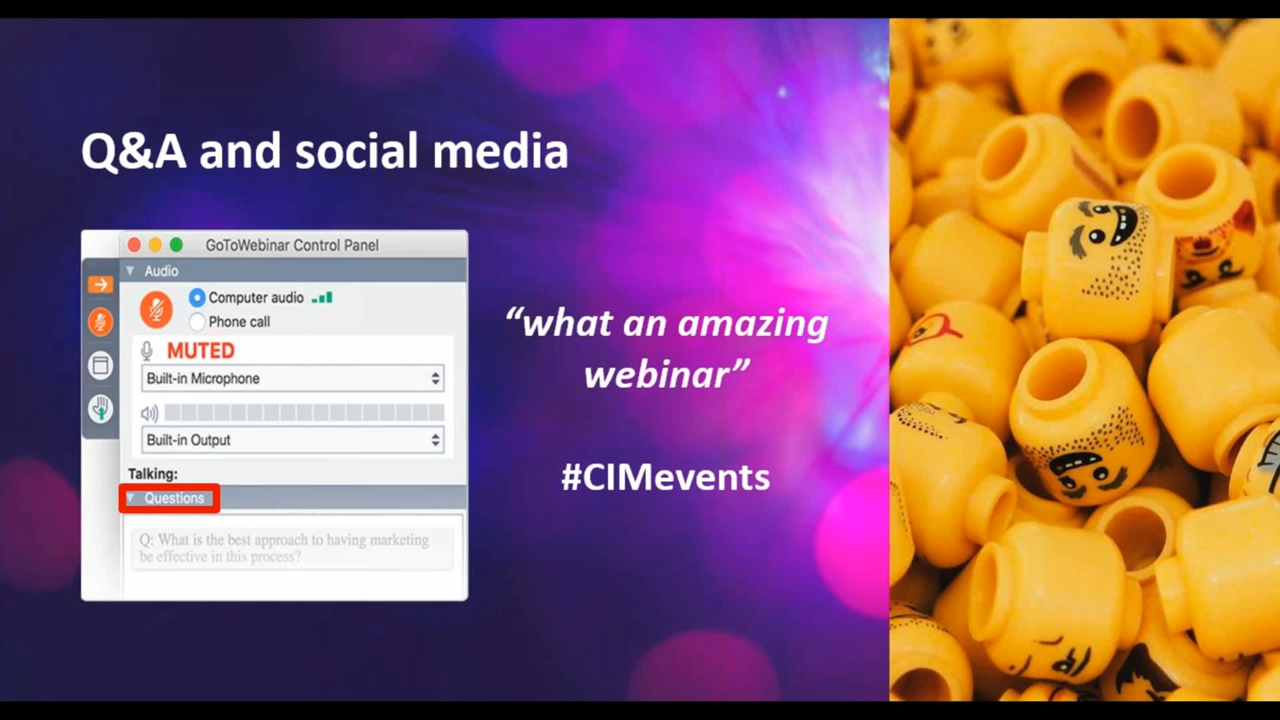 Q&A and social media
GoToWebinar Control Panel
Audio
Computer audio
Phone call
MUTED
Built-in Microphone
Built-in Output
Talking:
Questions
Q: What is the best approach to having marketing
be effective in this process?
“what an amazing
webinar”
#CIMevents